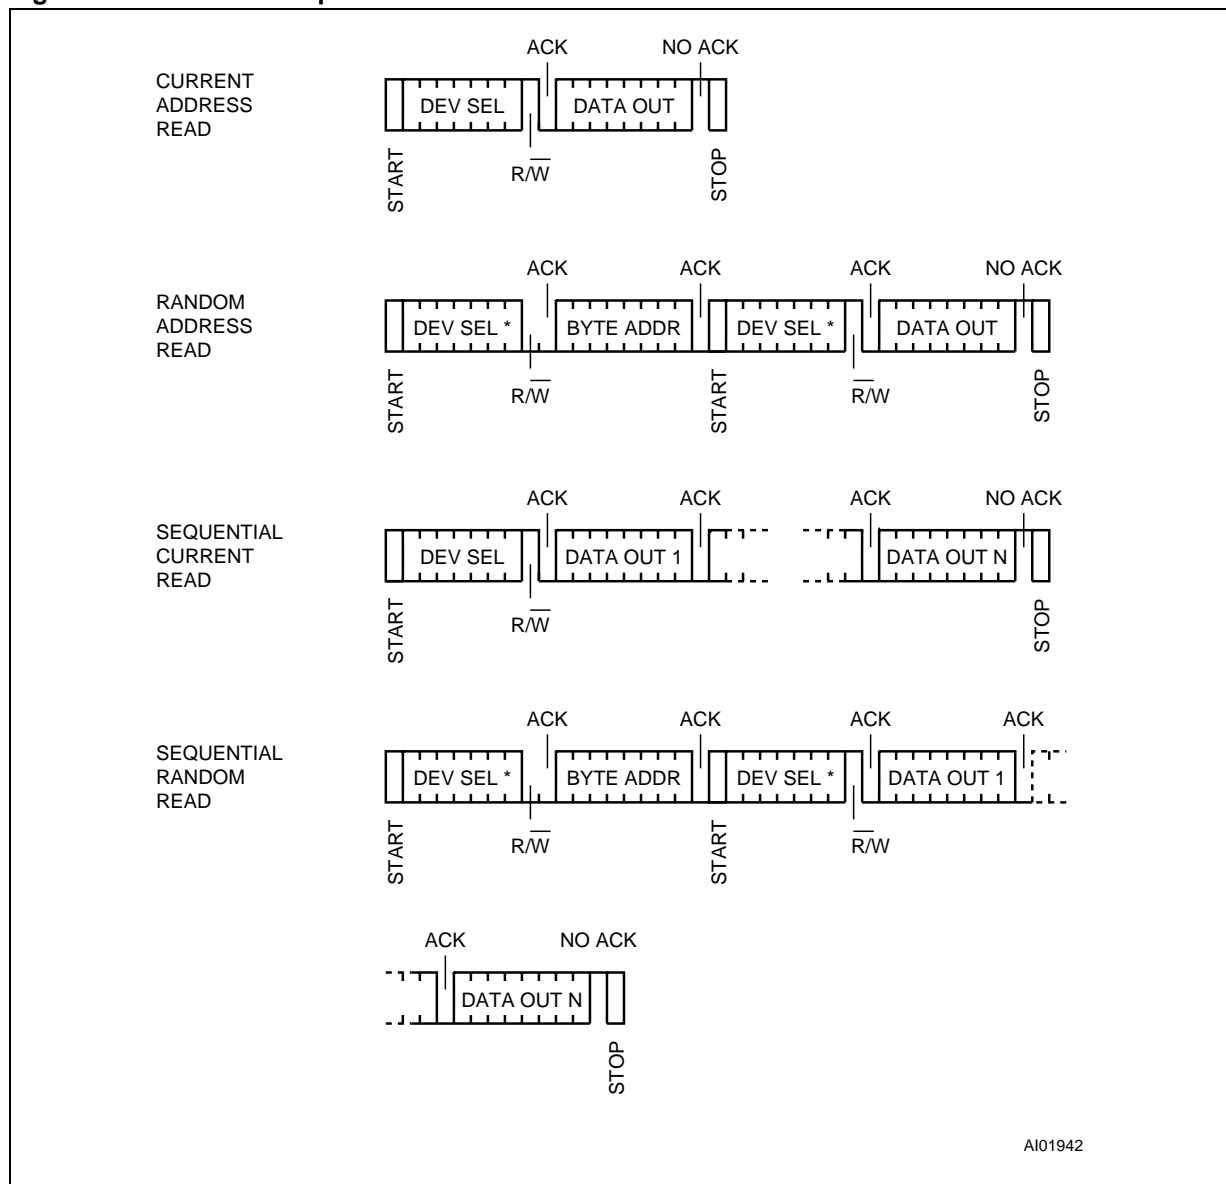 ACK NO ACK
CURRENT
ADDRESS
READ
DEV SEL DATA OUT
START R/W̅ STOP
ACK ACK ACK NO ACK
RANDOM
ADDRESS
READ
DEV SEL * BYTE ADDR DEV SEL * DATA OUT
START R/W̅ START R̅/W STOP
ACK ACK ACK NO ACK
SEQUENTIAL
CURRENT
READ
DEV SEL DATA OUT 1 DATA OUT N
START R/W̅ STOP
ACK ACK ACK ACK
SEQUENTIAL
RANDOM
READ
DEV SEL * BYTE ADDR DEV SEL * DATA OUT 1
START R/W̅ START R̅/W
ACK NO ACK
DATA OUT N
STOP
AI01942